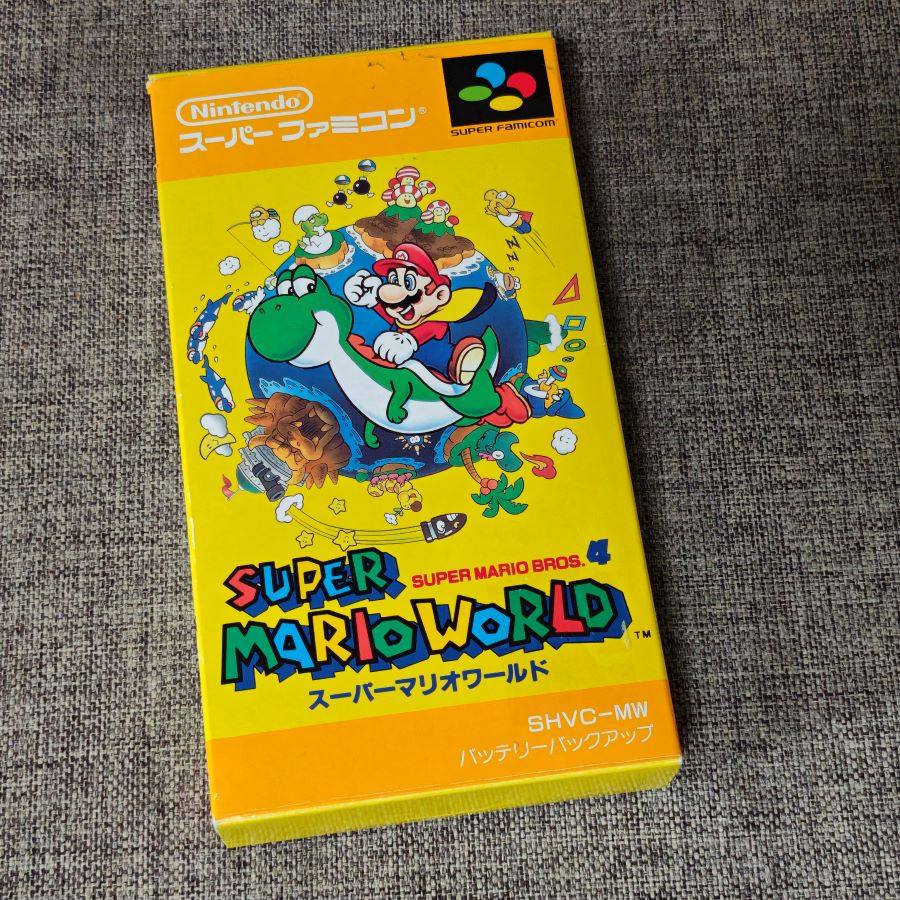 Nintendo
スーパーファミコン®
SUPER FAMICOM
ZZZ
SUPER MARIO BROS.4
SUPER
MARIO WORLD™
スーパーマリオワールド
SHVC-MW
バッテリーバックアップ